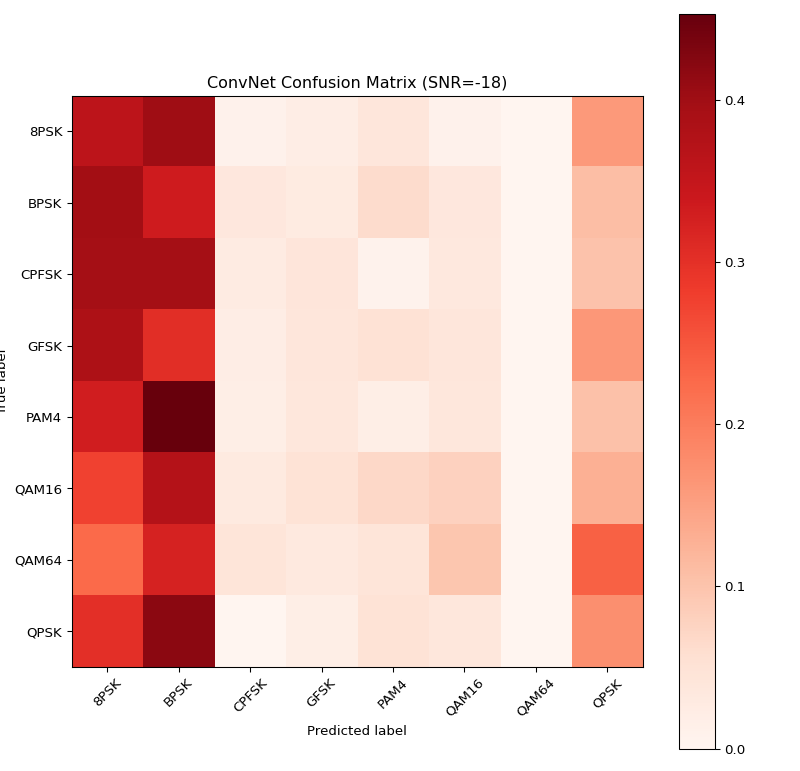 ConvNet Confusion Matrix (SNR=-18)
8PSK
BPSK
CPFSK
GFSK
PAM4
QAM16
QAM64
QPSK
8PSK BPSK CPFSK GFSK PAM4 QAM16 QAM64 QPSK
Predicted label
label
0.4
0.3
0.2
0.1
0.0